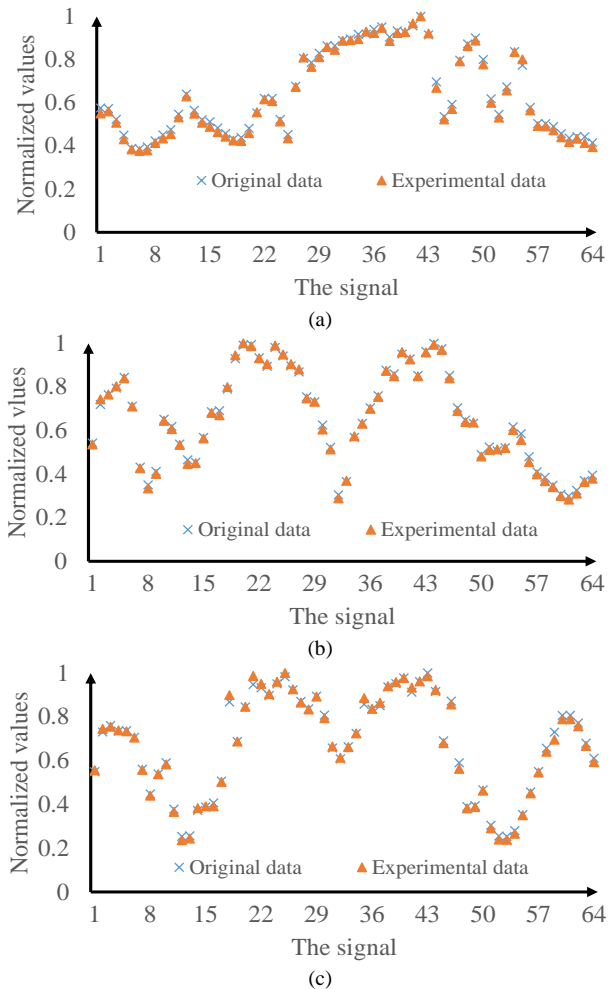 1
0.8
0.6
0.4
0.2
0
Normalized values
× Original data ▲ Experimental data
1 8 15 22 29 36 43 50 57 64
The signal
(a)
1
0.8
0.6
0.4
0.2
0
Normalized vlues
× Original data ▲ Experimental data
1 8 15 22 29 36 43 50 57 64
The signal
(b)
1
0.8
0.6
0.4
0.2
0
Normalized values
× Original data ▲ Experimental data
1 8 15 22 29 36 43 50 57 64
The signal
(c)